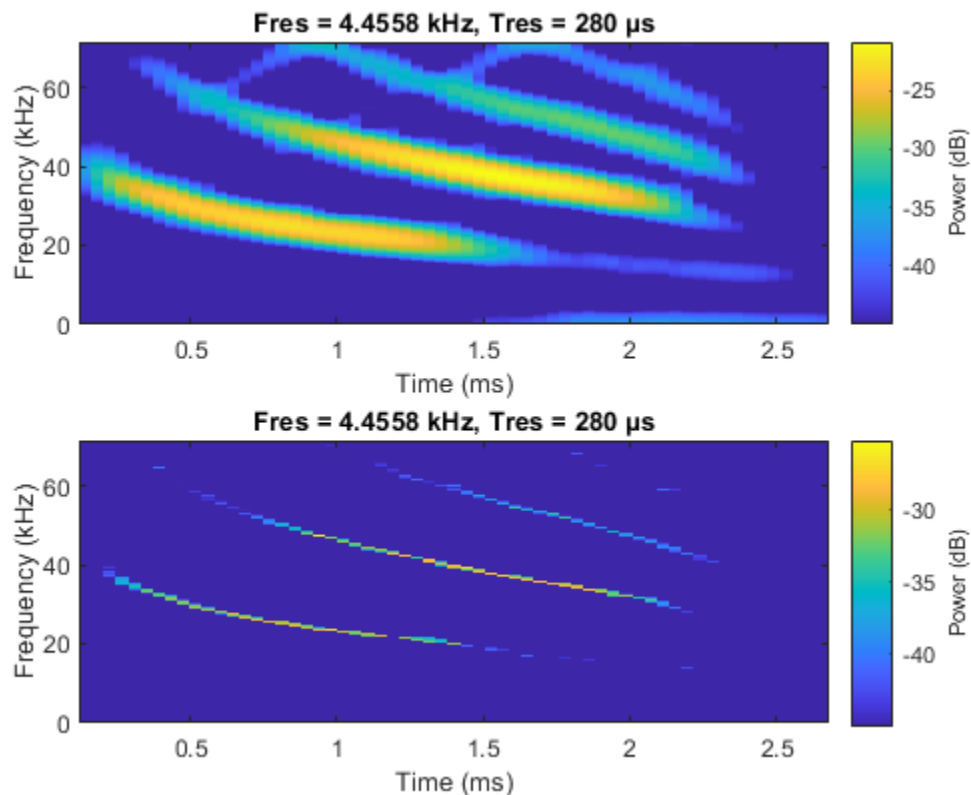 Fres = 4.4558 kHz, Tres = 280 µs
60
40
20
0
Frequency (kHz)
0.5 1 1.5 2 2.5
Time (ms)
-25
-30
-35
-40
Power (dB)
Fres = 4.4558 kHz, Tres = 280 µs
60
40
20
0
Frequency (kHz)
0.5 1 1.5 2 2.5
Time (ms)
-30
-35
-40
Power (dB)